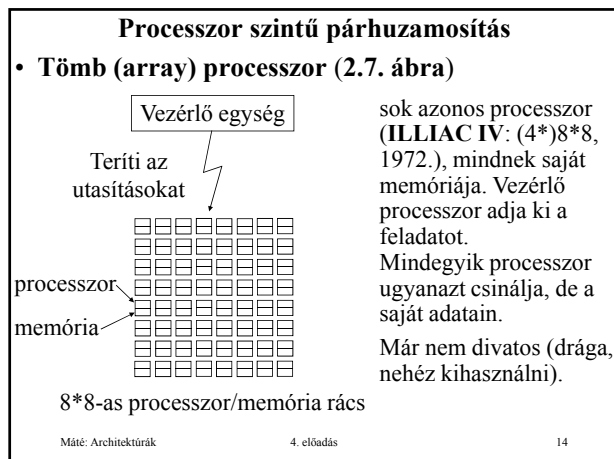 Processzor szintű párhuzamosítás
• Tömb (array) processzor (2.7. ábra)
Vezérlő egység
Teríti az
utasításokat
processzor
memória
8*8-as processzor/memória rács
sok azonos processzor
(ILLIAC IV: (4*)8*8,
1972.), mindnek saját
memóriája. Vezérlő
processzor adja ki a
feladatot.
Mindegyik processzor
ugyanazt csinálja, de a
saját adatain.
Már nem divatos (drága,
nehéz kihasználni).
Máté: Architektúrák 4. előadás 14